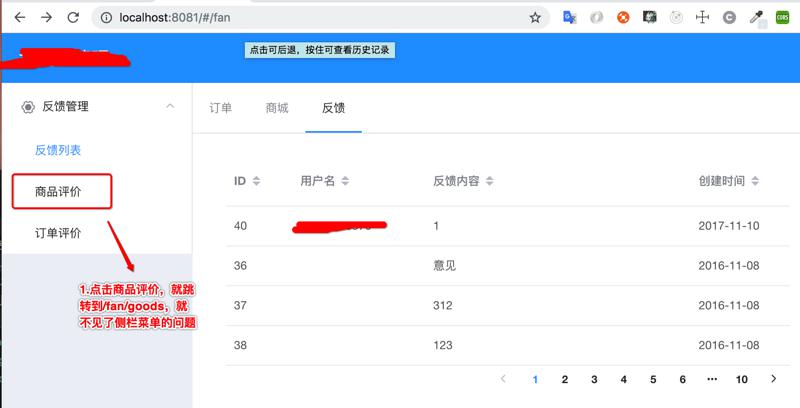 localhost:8081/#/fan
CORS
点击可后退，按住可查看历史记录
反馈管理
订单 商城 反馈
反馈列表
商品评价
订单评价
ID 用户名 反馈内容 创建时间
40 1 2017-11-10
36 意见 2016-11-08
37 312 2016-11-08
38 123 2016-11-08
1.点击商品评价，就跳
转到/fan/goods，就
不见了侧栏菜单的问题
1 2 3 4 5 6 ••• 10